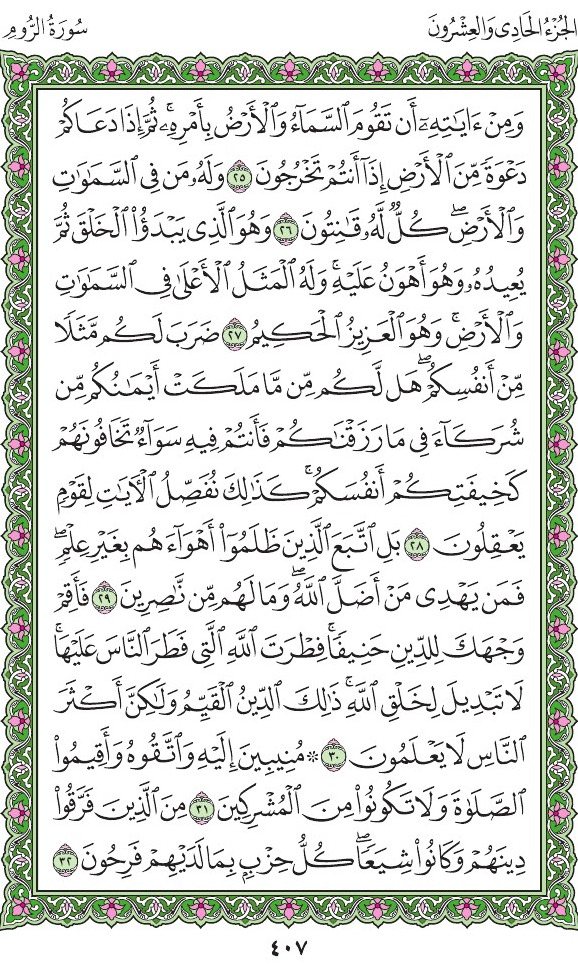 الجُزْءُ الحَادِي وَالعِشْرُونَ
سُورَةُ الرُّومِ
وَمِنْ ءَايَٰتِهِۦٓ أَن تَقُومَ ٱلسَّمَآءُ وَٱلْأَرْضُ بِأَمْرِهِۦۚ ثُمَّ إِذَا دَعَاكُمْ
دَعْوَةً مِّنَ ٱلْأَرْضِ إِذَآ أَنتُمْ تَخْرُجُونَ ٢٥ وَلَهُۥ مَن فِي ٱلسَّمَٰوَٰتِ
وَٱلْأَرْضِۖ كُلٌّ لَّهُۥ قَٰنِتُونَ ٢٦ وَهُوَ ٱلَّذِي يَبْدَؤُا۟ ٱلْخَلْقَ ثُمَّ
يُعِيدُهُۥ وَهُوَ أَهْوَنُ عَلَيْهِۚ وَلَهُ ٱلْمَثَلُ ٱلْأَعْلَىٰ فِي ٱلسَّمَٰوَٰتِ
وَٱلْأَرْضِۚ وَهُوَ ٱلْعَزِيزُ ٱلْحَكِيمُ ٢٧ ضَرَبَ لَكُم مَّثَلًا
مِّنْ أَنفُسِكُمْۖ هَل لَّكُم مِّن مَّا مَلَكَتْ أَيْمَٰنُكُم مِّن
شُرَكَآءَ فِي مَا رَزَقْنَٰكُمْ فَأَنتُمْ فِيهِ سَوَآءٌ تَخَافُونَهُمْ
كَخِيفَتِكُمْ أَنفُسَكُمْۚ كَذَٰلِكَ نُفَصِّلُ ٱلْءَايَٰتِ لِقَوْمٍ
يَعْقِلُونَ ٢٨ بَلِ ٱتَّبَعَ ٱلَّذِينَ ظَلَمُوٓا۟ أَهْوَآءَهُم بِغَيْرِ عِلْمٍۖ
فَمَن يَهْدِي مَنْ أَضَلَّ ٱللَّهُۖ وَمَا لَهُم مِّن نَّٰصِرِينَ ٢٩ فَأَقِمْ
وَجْهَكَ لِلدِّينِ حَنِيفًاۚ فِطْرَتَ ٱللَّهِ ٱلَّتِي فَطَرَ ٱلنَّاسَ عَلَيْهَاۚ
لَا تَبْدِيلَ لِخَلْقِ ٱللَّهِۚ ذَٰلِكَ ٱلدِّينُ ٱلْقَيِّمُ وَلَٰكِنَّ أَكْثَرَ
ٱلنَّاسِ لَا يَعْلَمُونَ ٣٠ ۞ مُنِيبِينَ إِلَيْهِ وَٱتَّقُوهُ وَأَقِيمُوا۟
ٱلصَّلَوٰةَ وَلَا تَكُونُوا۟ مِنَ ٱلْمُشْرِكِينَ ٣١ مِنَ ٱلَّذِينَ فَرَّقُوا۟
دِينَهُمْ وَكَانُوا۟ شِيَعًاۖ كُلُّ حِزْبٍۭ بِمَا لَدَيْهِمْ فَرِحُونَ ٣٢
٤٠٧